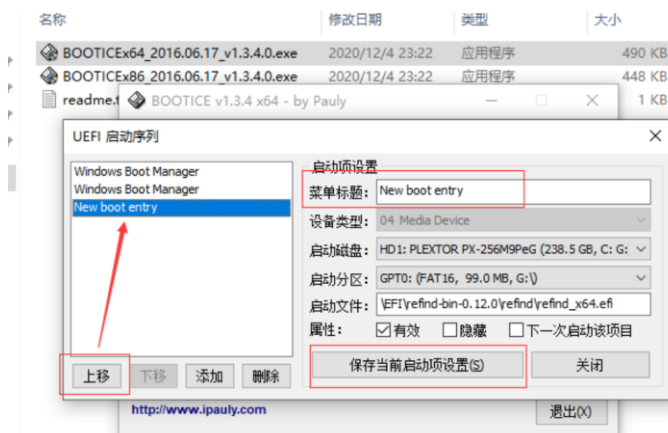 名称 修改日期 类型 大小
BOOTICEx64_2016.06.17_v1.3.4.0.exe 2020/12/4 23:22 应用程序 490 KB
BOOTICEx86_2016.06.17_v1.3.4.0.exe 2020/12/4 23:22 应用程序 448 KB
readme.t 1 KB
BOOTICE v1.3.4 x64 - by Pauly
UEFI 启动序列
Windows Boot Manager
Windows Boot Manager
New boot entry
启动项设置
菜单标题: New boot entry
设备类型: 04 Media Device
启动磁盘: HD1: PLEXTOR PX-256M9PeG (238.5 GB, C: G:
启动分区: GPT0: (FAT16, 99.0 MB, G:\)
启动文件: \EFI\refind-bin-0.12.0\refind\refind_x64.efi
属性: 有效 隐藏 下一次启动该项目
上移 下移 添加 删除
保存当前启动项设置(S) 关闭
http://www.ipauly.com 退出(X)